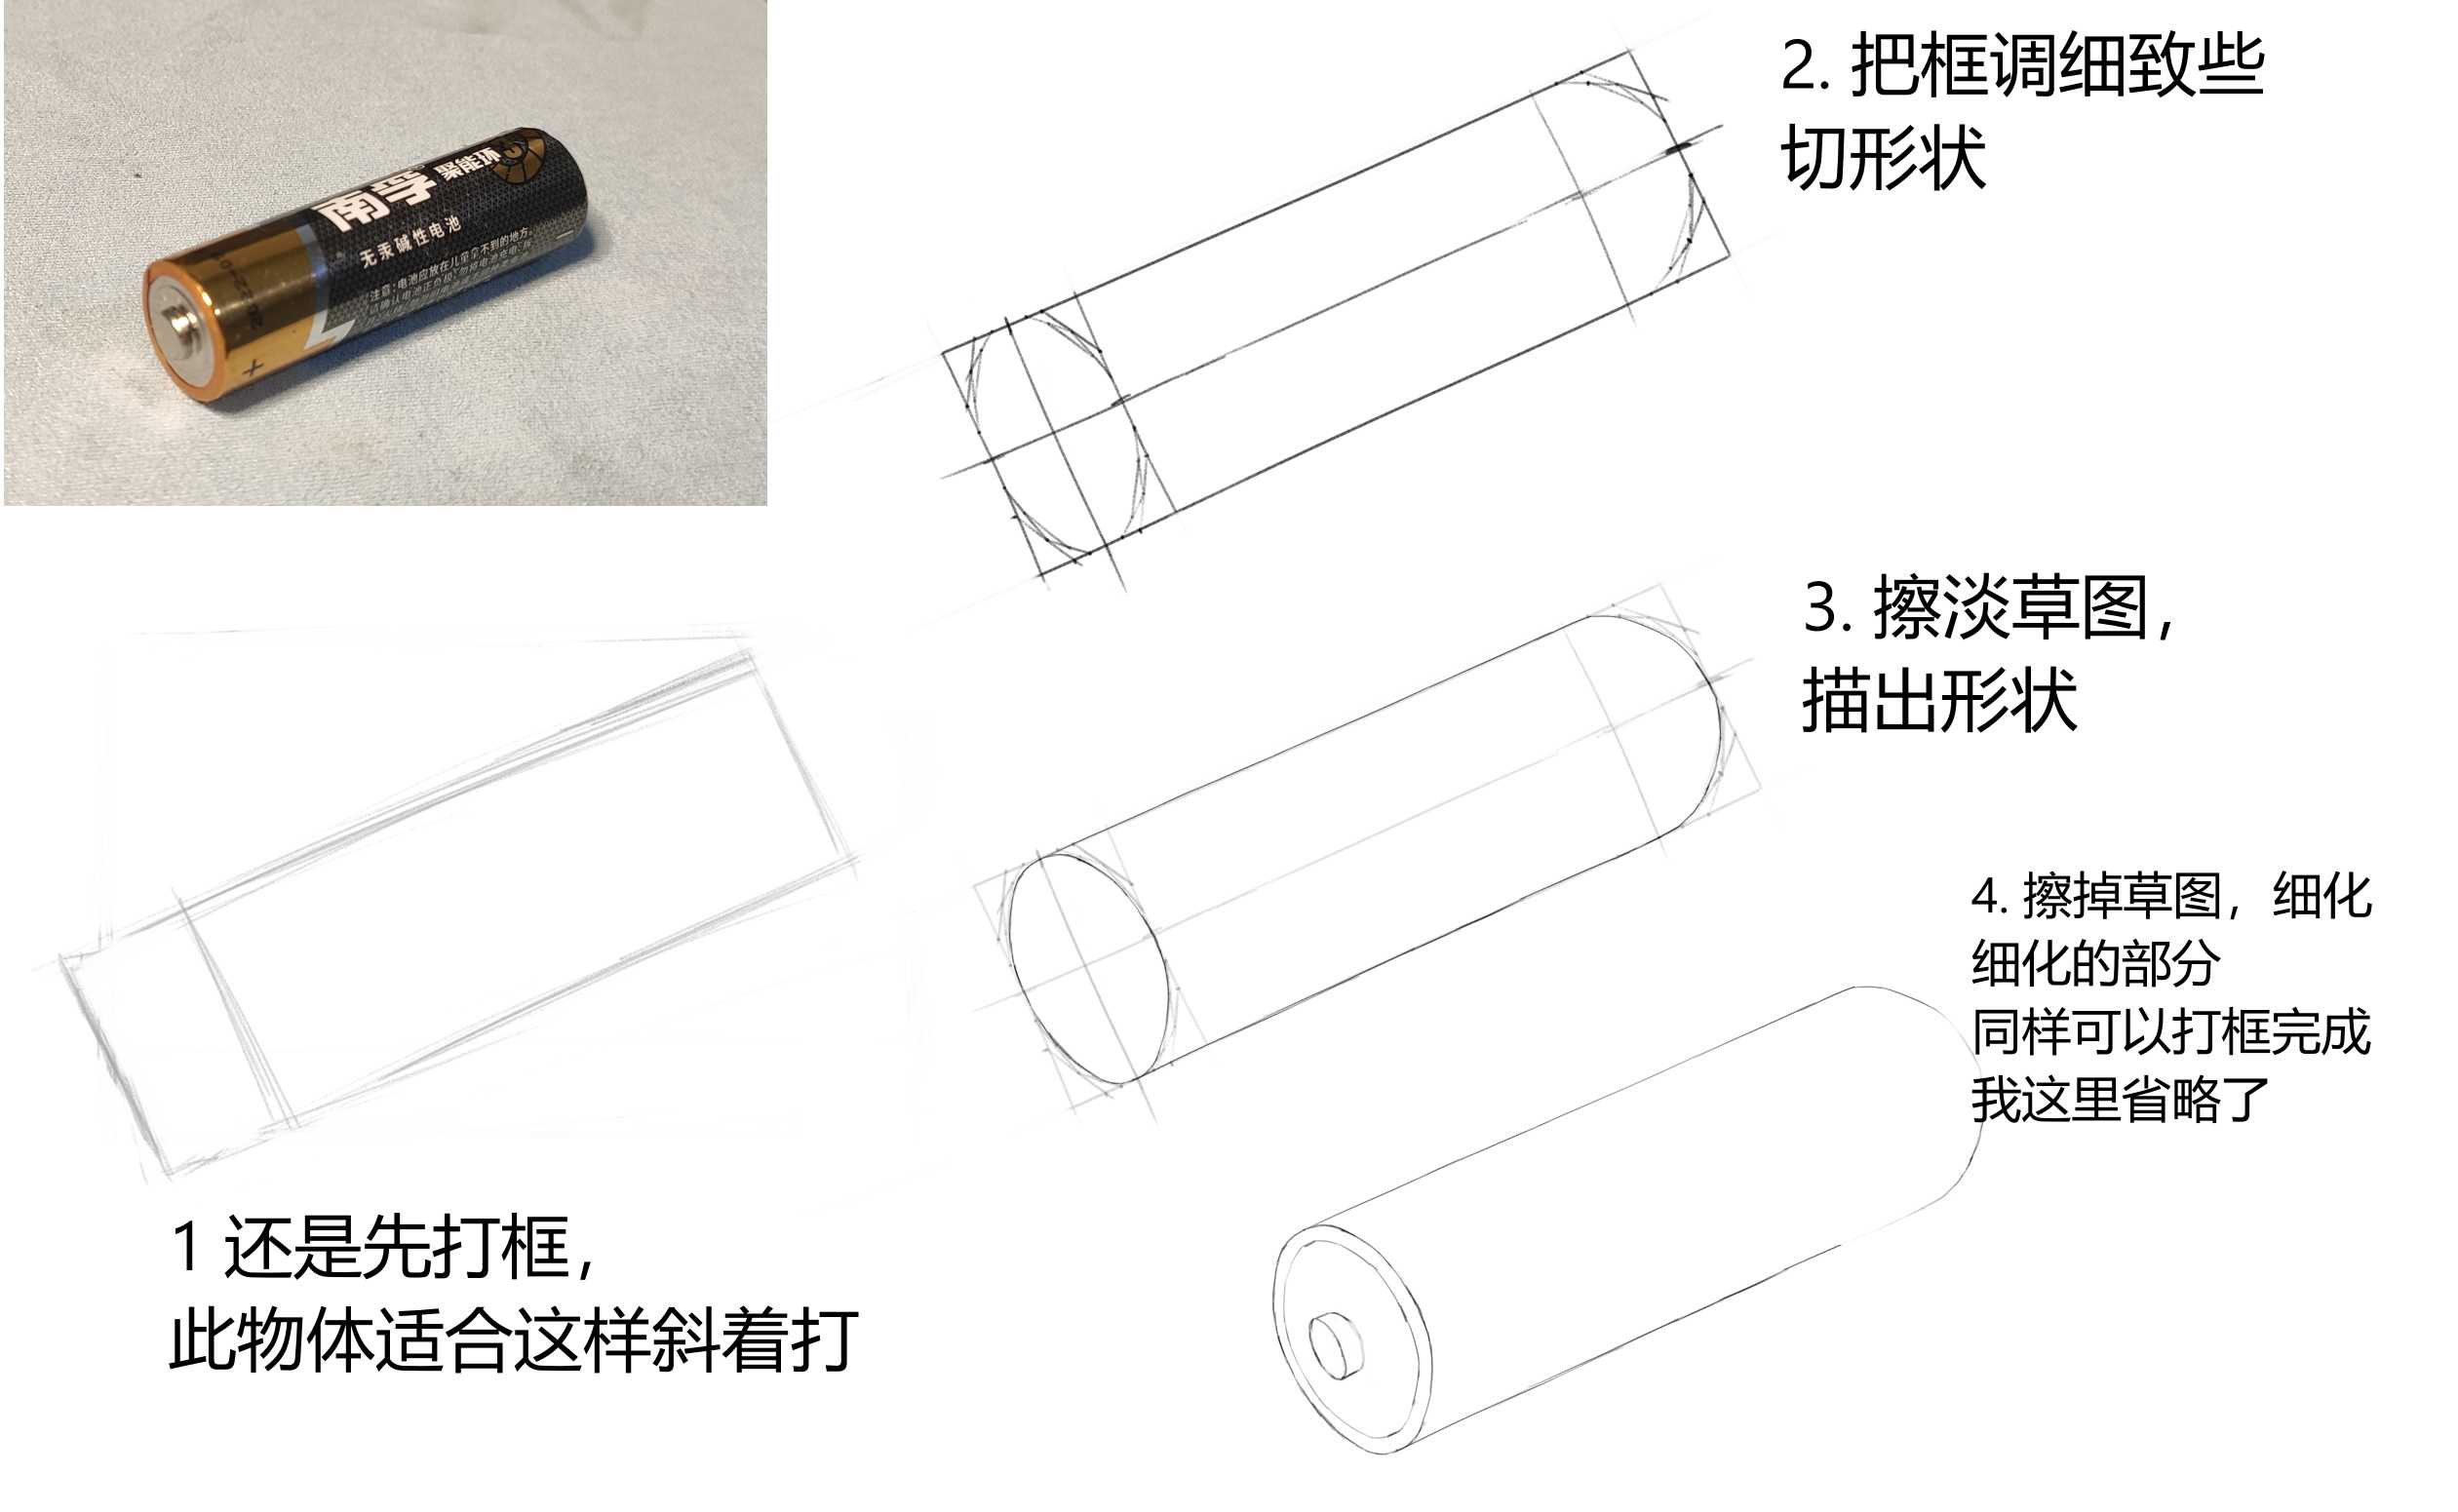 南孚
聚能环
无汞碱性电池
+
2. 把框调细致些
切形状
3. 擦淡草图，
描出形状
4. 擦掉草图，细化
细化的部分
同样可以打框完成
我这里省略了
1 还是先打框，
此物体适合这样斜着打